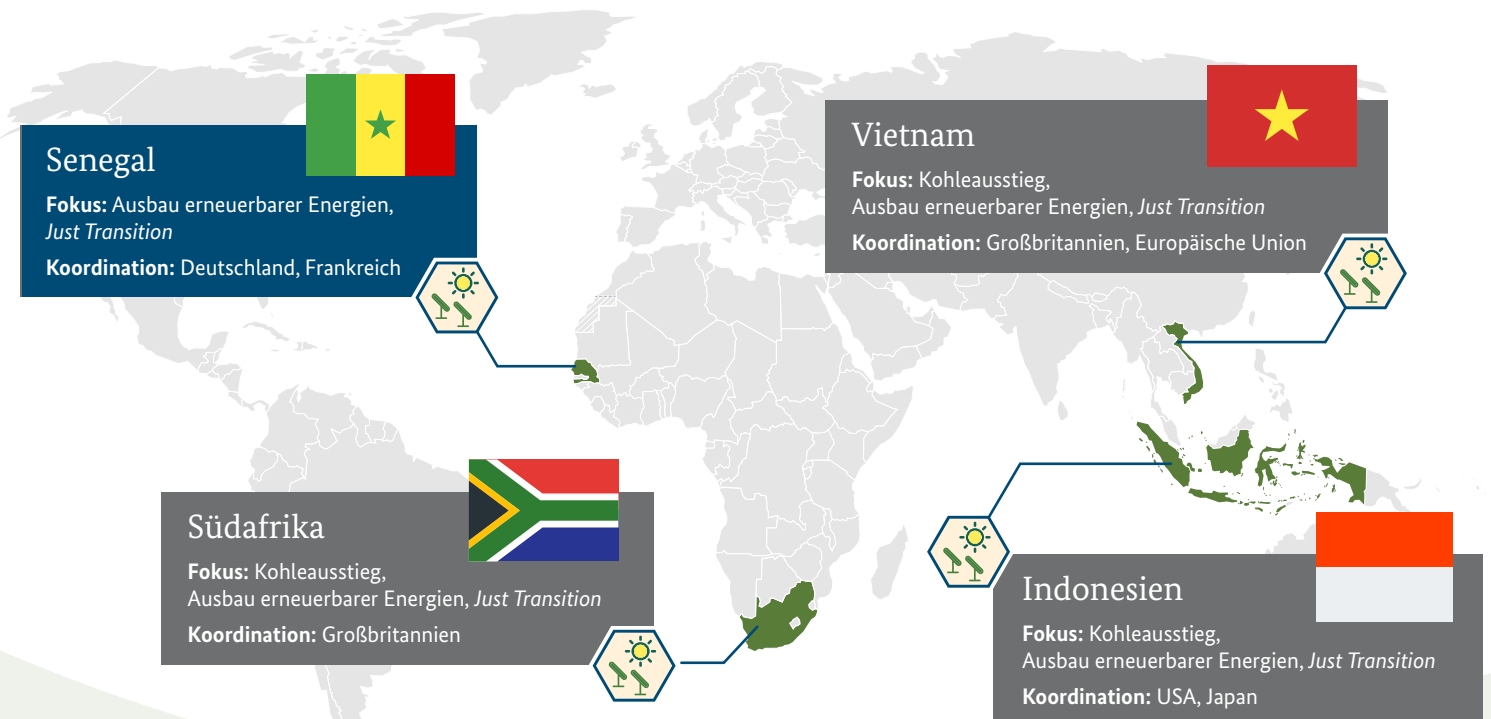 Senegal
Fokus: Ausbau erneuerbarer Energien,
Just Transition
Koordination: Deutschland, Frankreich
Vietnam
Fokus: Kohleausstieg,
Ausbau erneuerbarer Energien, Just Transition
Koordination: Großbritannien, Europäische Union
Südafrika
Fokus: Kohleausstieg,
Ausbau erneuerbarer Energien, Just Transition
Koordination: Großbritannien
Indonesien
Fokus: Kohleausstieg,
Ausbau erneuerbarer Energien, Just Transition
Koordination: USA, Japan